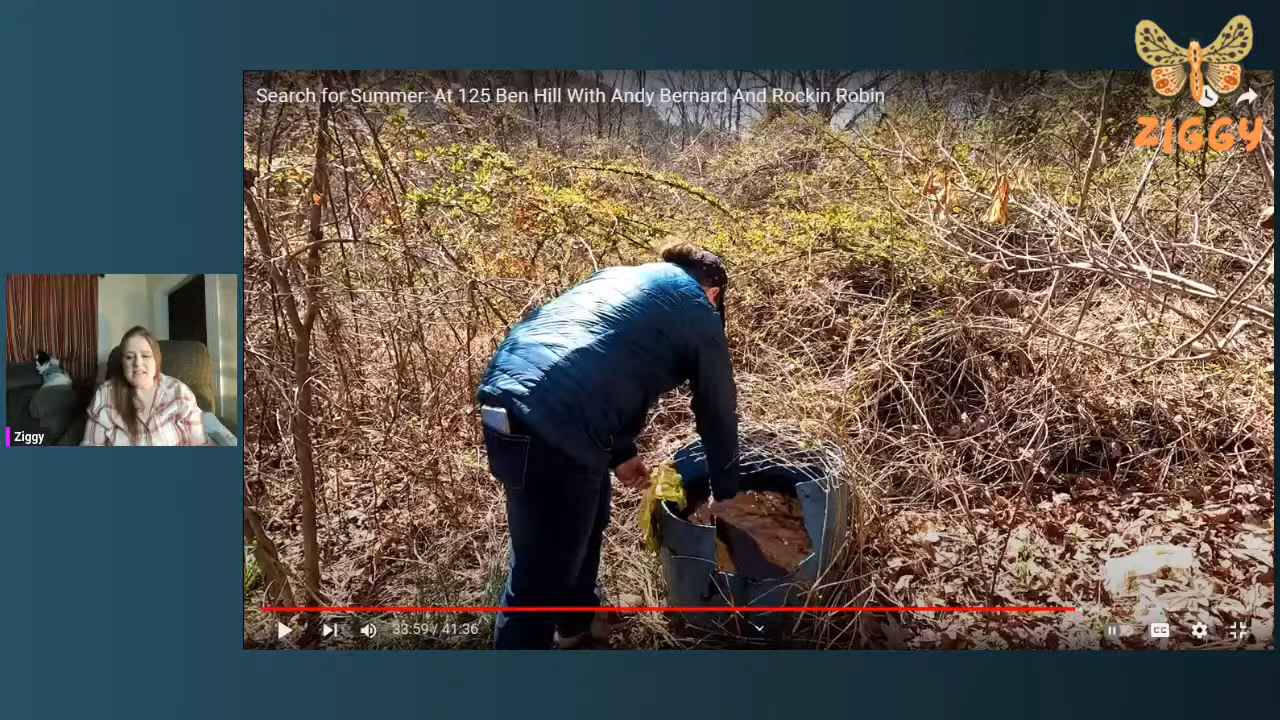 Search for Summer: At 125 Ben Hill With Andy Bernard And Rockin Robin
ZIGGY
Ziggy
33:59 / 41:36
CC